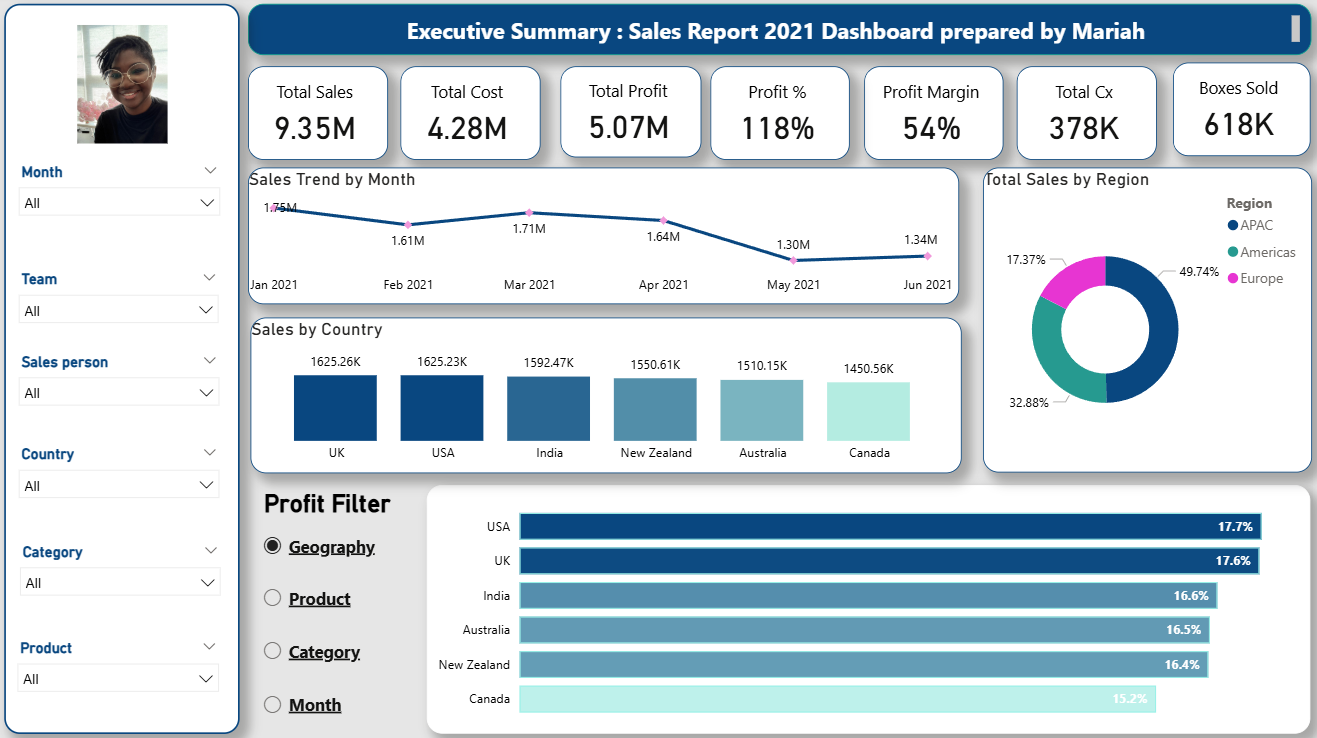 Executive Summary : Sales Report 2021 Dashboard prepared by Mariah
Month
All
Team
All
Sales person
All
Country
All
Category
All
Product
All
Total Sales
9.35M
Total Cost
4.28M
Total Profit
5.07M
Profit %
118%
Profit Margin
54%
Total Cx
378K
Boxes Sold
618K
Sales Trend by Month
1.75M
1.61M
1.71M
1.64M
1.30M
1.34M
Jan 2021
Feb 2021
Mar 2021
Apr 2021
May 2021
Jun 2021
Total Sales by Region
Region
APAC
Americas
Europe
17.37%
49.74%
32.88%
Sales by Country
1625.26K
1625.23K
1592.47K
1550.61K
1510.15K
1450.56K
UK
USA
India
New Zealand
Australia
Canada
Profit Filter
Geography
Product
Category
Month
USA 17.7%
UK 17.6%
India 16.6%
Australia 16.5%
New Zealand 16.4%
Canada 15.2%